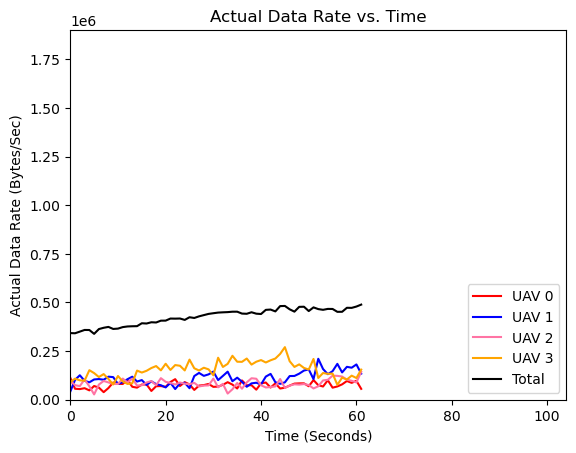 Actual Data Rate vs. Time
1e6
1.75
1.50
1.25
1.00
0.75
0.50
0.25
0.00
Actual Data Rate (Bytes/Sec)
UAV 0
UAV 1
UAV 2
UAV 3
Total
0 20 40 60 80 100
Time (Seconds)